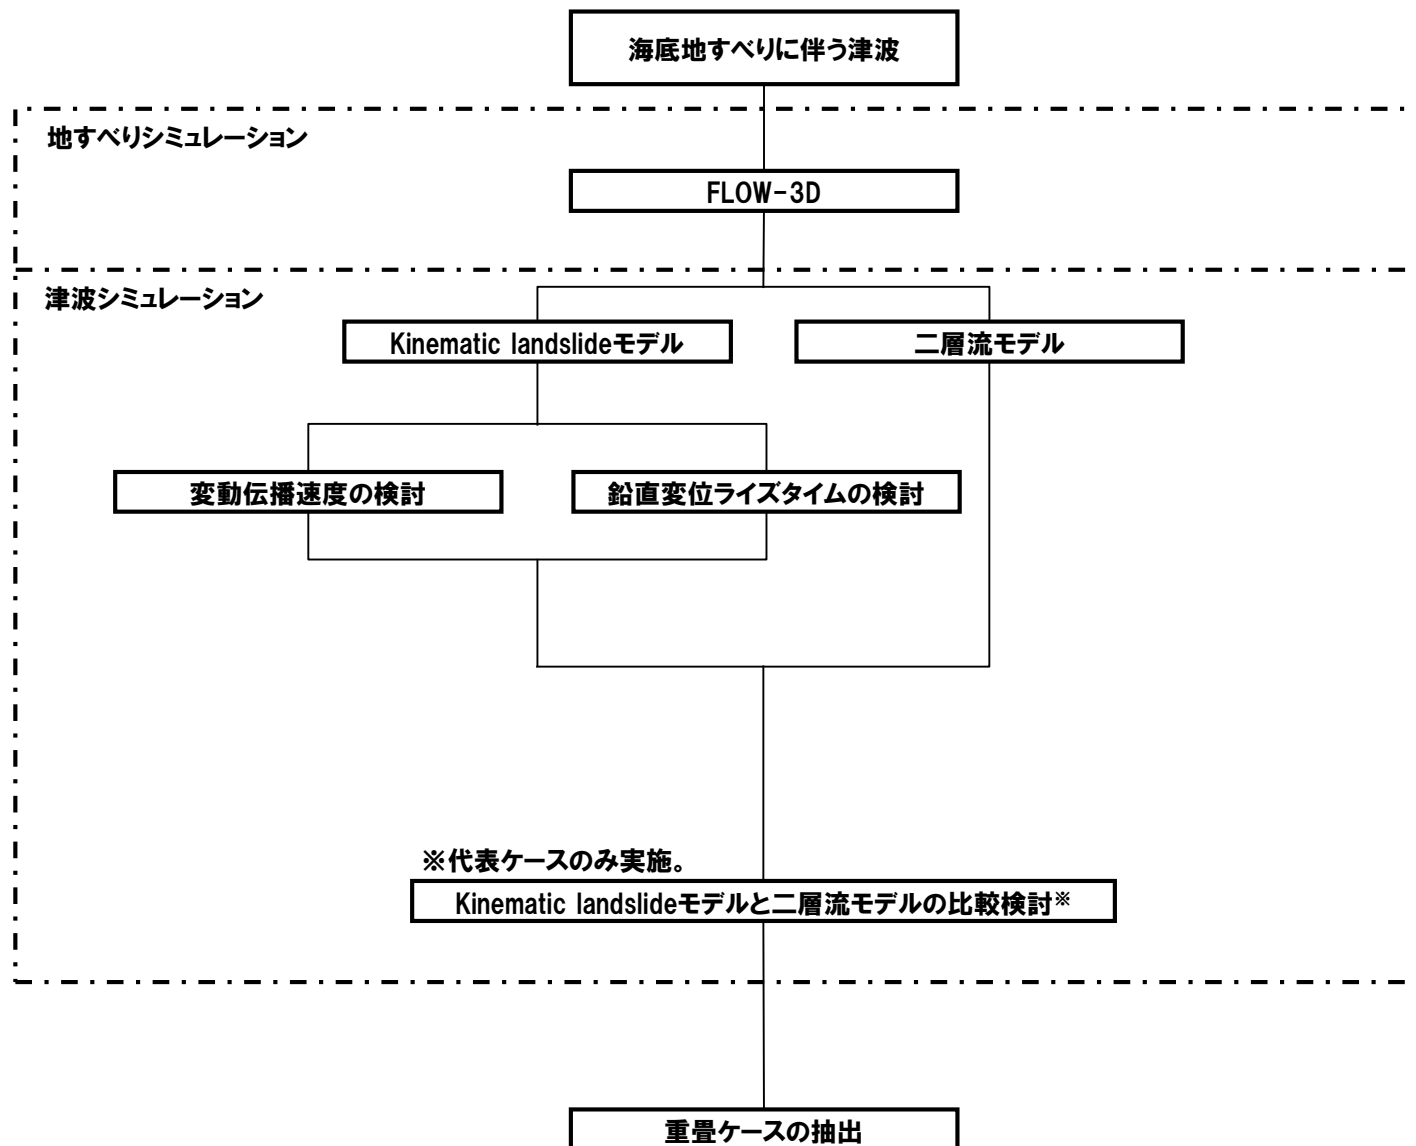 海底地すべりに伴う津波
地すべりシミュレーション
FLOW-3D
津波シミュレーション
Kinematic landslideモデル
二層流モデル
変動伝播速度の検討
鉛直変位ライズタイムの検討
※代表ケースのみ実施。
Kinematic landslideモデルと二層流モデルの比較検討※
重畳ケースの抽出